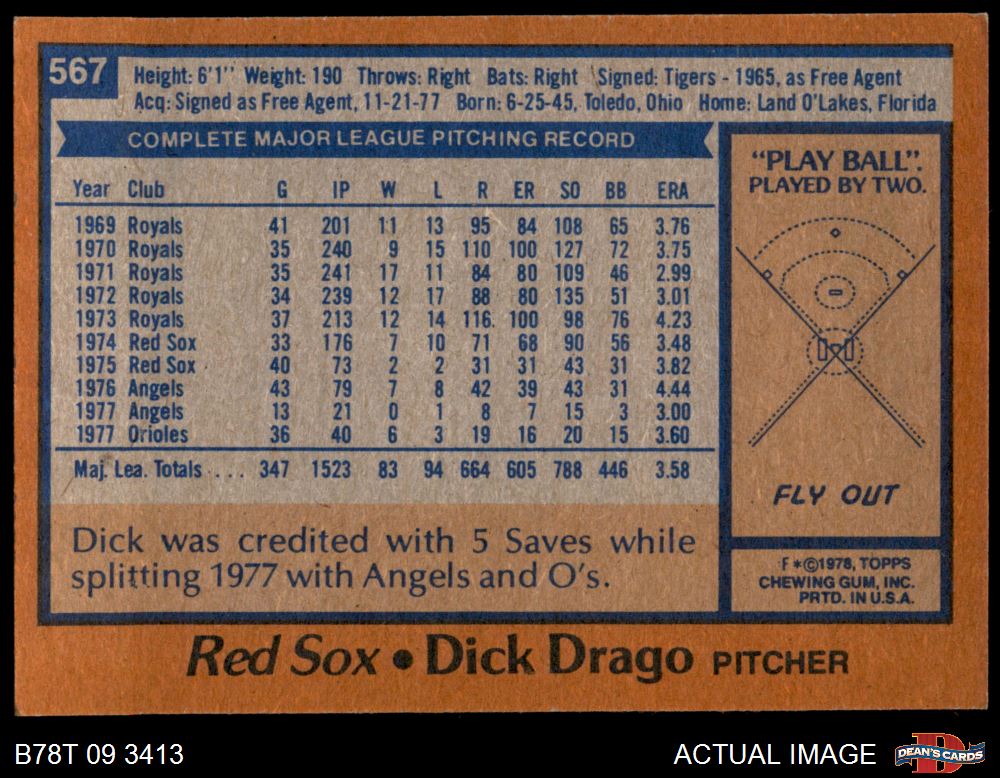 567
Height: 6'1" Weight: 190 Throws: Right Bats: Right Signed: Tigers - 1965, as Free Agent
Acq: Signed as Free Agent, 11-21-77 Born: 6-25-45, Toledo, Ohio Home: Land O'Lakes, Florida
COMPLETE MAJOR LEAGUE PITCHING RECORD
Year Club G IP W L R ER SO BB ERA
1969 Royals 41 201 11 13 95 84 108 65 3.76
1970 Royals 35 240 9 15 110 100 127 72 3.75
1971 Royals 35 241 17 11 84 80 109 46 2.99
1972 Royals 34 239 12 17 88 80 135 51 3.01
1973 Royals 37 213 12 14 116. 100 98 76 4.23
1974 Red Sox 33 176 7 10 71 68 90 56 3.48
1975 Red Sox 40 73 2 2 31 31 43 31 3.82
1976 Angels 43 79 7 8 42 39 43 31 4.44
1977 Angels 13 21 0 1 8 7 15 3 3.00
1977 Orioles 36 40 6 3 19 16 20 15 3.60
Maj. Lea. Totals . . . 347 1523 83 94 664 605 788 446 3.58
Dick was credited with 5 Saves while
splitting 1977 with Angels and O's.
"PLAY BALL".
PLAYED BY TWO.
FLY OUT
F *©1978, TOPPS
CHEWING GUM, INC.
PRTD. IN U.S.A.
Red Sox • Dick Drago PITCHER
B78T 09 3413
ACTUAL IMAGE
DEAN'S CARDS